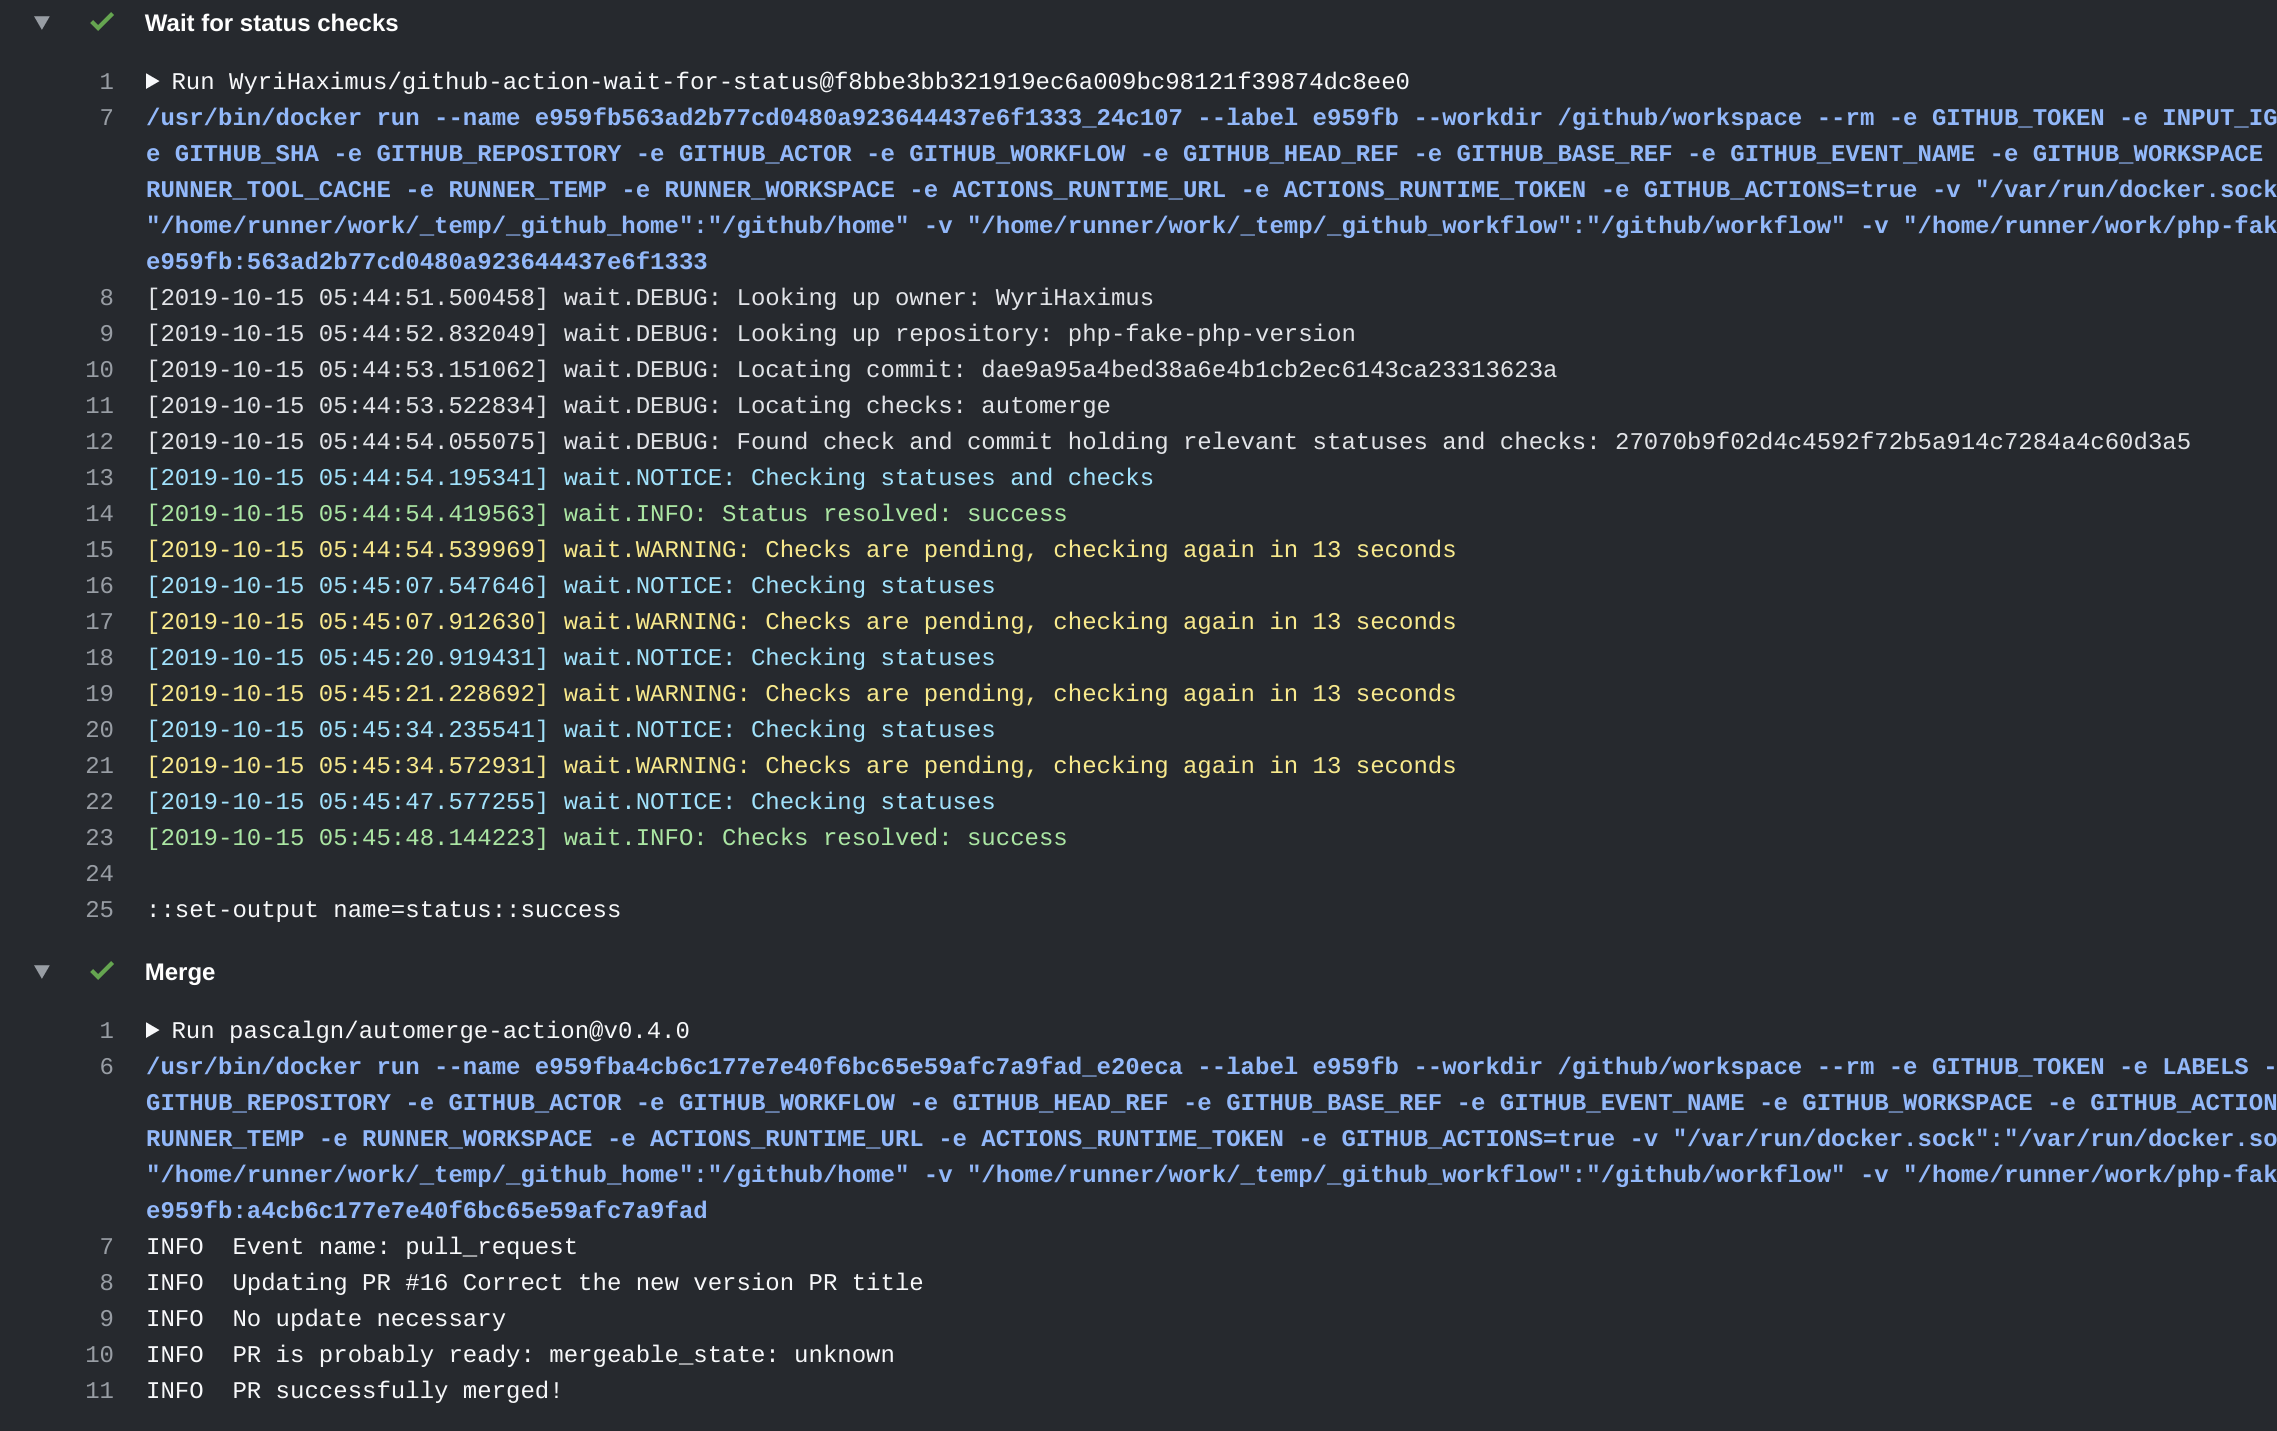 Wait for status checks
1 Run WyriHaximus/github-action-wait-for-status@f8bbe3bb321919ec6a009bc98121f39874dc8ee0
7 /usr/bin/docker run --name e959fb563ad2b77cd0480a923644437e6f1333_24c107 --label e959fb --workdir /github/workspace --rm -e GITHUB_TOKEN -e INPUT_IG
e GITHUB_SHA -e GITHUB_REPOSITORY -e GITHUB_ACTOR -e GITHUB_WORKFLOW -e GITHUB_HEAD_REF -e GITHUB_BASE_REF -e GITHUB_EVENT_NAME -e GITHUB_WORKSPACE
RUNNER_TOOL_CACHE -e RUNNER_TEMP -e RUNNER_WORKSPACE -e ACTIONS_RUNTIME_URL -e ACTIONS_RUNTIME_TOKEN -e GITHUB_ACTIONS=true -v "/var/run/docker.sock
"/home/runner/work/_temp/_github_home":"/github/home" -v "/home/runner/work/_temp/_github_workflow":"/github/workflow" -v "/home/runner/work/php-fak
e959fb:563ad2b77cd0480a923644437e6f1333
8 [2019-10-15 05:44:51.500458] wait.DEBUG: Looking up owner: WyriHaximus
9 [2019-10-15 05:44:52.832049] wait.DEBUG: Looking up repository: php-fake-php-version
10 [2019-10-15 05:44:53.151062] wait.DEBUG: Locating commit: dae9a95a4bed38a6e4b1cb2ec6143ca23313623a
11 [2019-10-15 05:44:53.522834] wait.DEBUG: Locating checks: automerge
12 [2019-10-15 05:44:54.055075] wait.DEBUG: Found check and commit holding relevant statuses and checks: 27070b9f02d4c4592f72b5a914c7284a4c60d3a5
13 [2019-10-15 05:44:54.195341] wait.NOTICE: Checking statuses and checks
14 [2019-10-15 05:44:54.419563] wait.INFO: Status resolved: success
15 [2019-10-15 05:44:54.539969] wait.WARNING: Checks are pending, checking again in 13 seconds
16 [2019-10-15 05:45:07.547646] wait.NOTICE: Checking statuses
17 [2019-10-15 05:45:07.912630] wait.WARNING: Checks are pending, checking again in 13 seconds
18 [2019-10-15 05:45:20.919431] wait.NOTICE: Checking statuses
19 [2019-10-15 05:45:21.228692] wait.WARNING: Checks are pending, checking again in 13 seconds
20 [2019-10-15 05:45:34.235541] wait.NOTICE: Checking statuses
21 [2019-10-15 05:45:34.572931] wait.WARNING: Checks are pending, checking again in 13 seconds
22 [2019-10-15 05:45:47.577255] wait.NOTICE: Checking statuses
23 [2019-10-15 05:45:48.144223] wait.INFO: Checks resolved: success
24
25 ::set-output name=status::success
Merge
1 Run pascalgn/automerge-action@v0.4.0
6 /usr/bin/docker run --name e959fba4cb6c177e7e40f6bc65e59afc7a9fad_e20eca --label e959fb --workdir /github/workspace --rm -e GITHUB_TOKEN -e LABELS -
GITHUB_REPOSITORY -e GITHUB_ACTOR -e GITHUB_WORKFLOW -e GITHUB_HEAD_REF -e GITHUB_BASE_REF -e GITHUB_EVENT_NAME -e GITHUB_WORKSPACE -e GITHUB_ACTION
RUNNER_TEMP -e RUNNER_WORKSPACE -e ACTIONS_RUNTIME_URL -e ACTIONS_RUNTIME_TOKEN -e GITHUB_ACTIONS=true -v "/var/run/docker.sock":"/var/run/docker.so
"/home/runner/work/_temp/_github_home":"/github/home" -v "/home/runner/work/_temp/_github_workflow":"/github/workflow" -v "/home/runner/work/php-fak
e959fb:a4cb6c177e7e40f6bc65e59afc7a9fad
7 INFO  Event name: pull_request
8 INFO  Updating PR #16 Correct the new version PR title
9 INFO  No update necessary
10 INFO  PR is probably ready: mergeable_state: unknown
11 INFO  PR successfully merged!